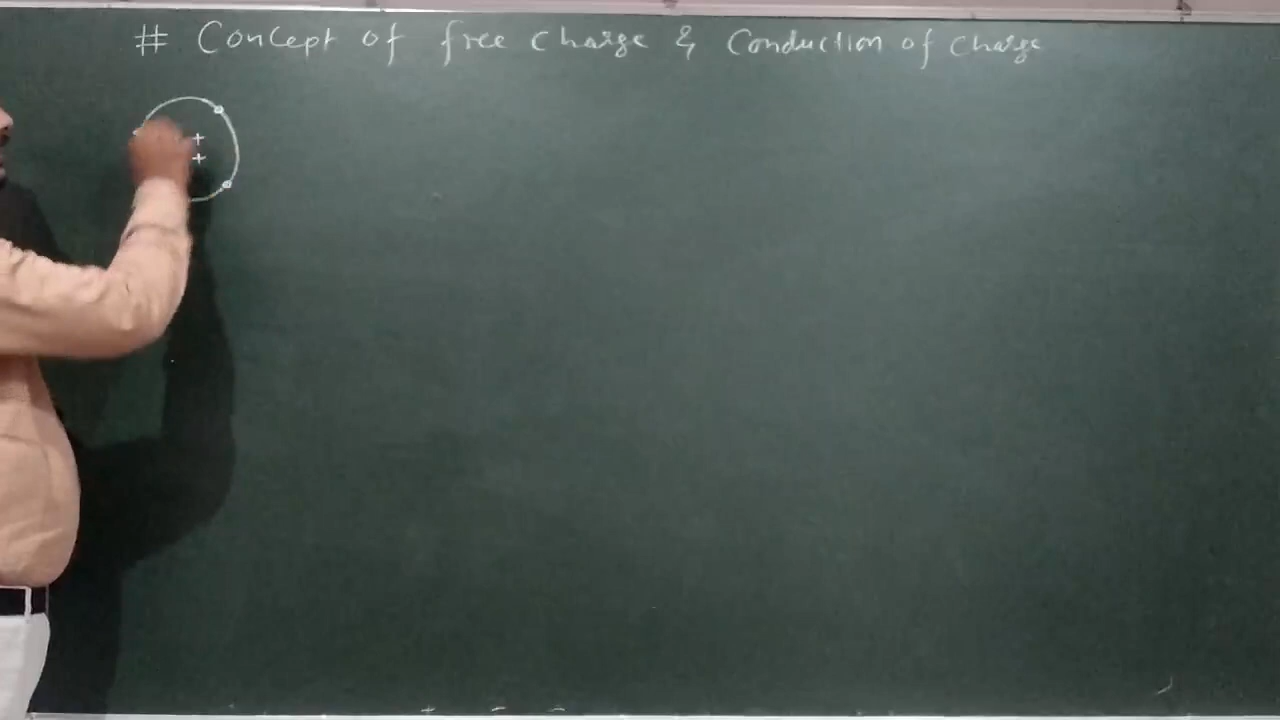 # Concept of free charge & Conduction of charge
+
+
+ - -